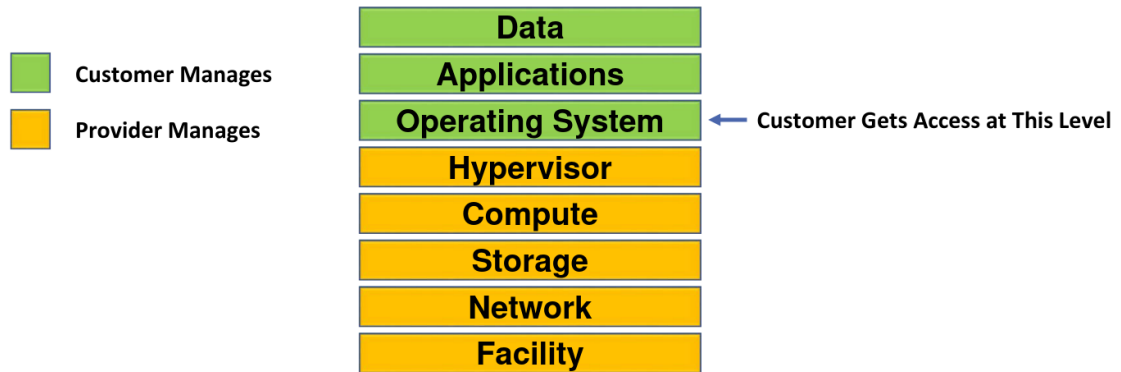 Data
Customer Manages
Applications
Provider Manages
Operating System
Customer Gets Access at This Level
Hypervisor
Compute
Storage
Network
Facility